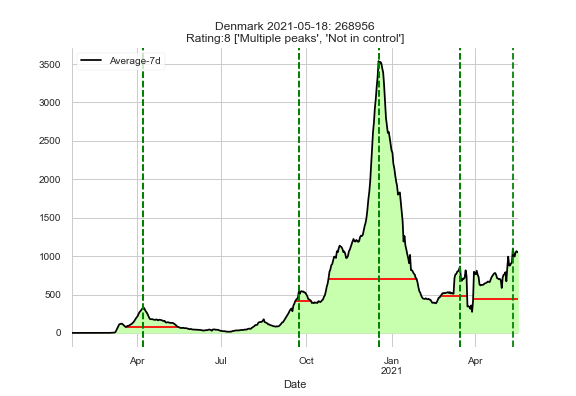 Denmark 2021-05-18: 268956
Rating:8 ['Multiple peaks', 'Not in control']
Average-7d
3500
3000
2500
2000
1500
1000
500
0
Apr
Jul
Oct
Jan
2021
Apr
Date